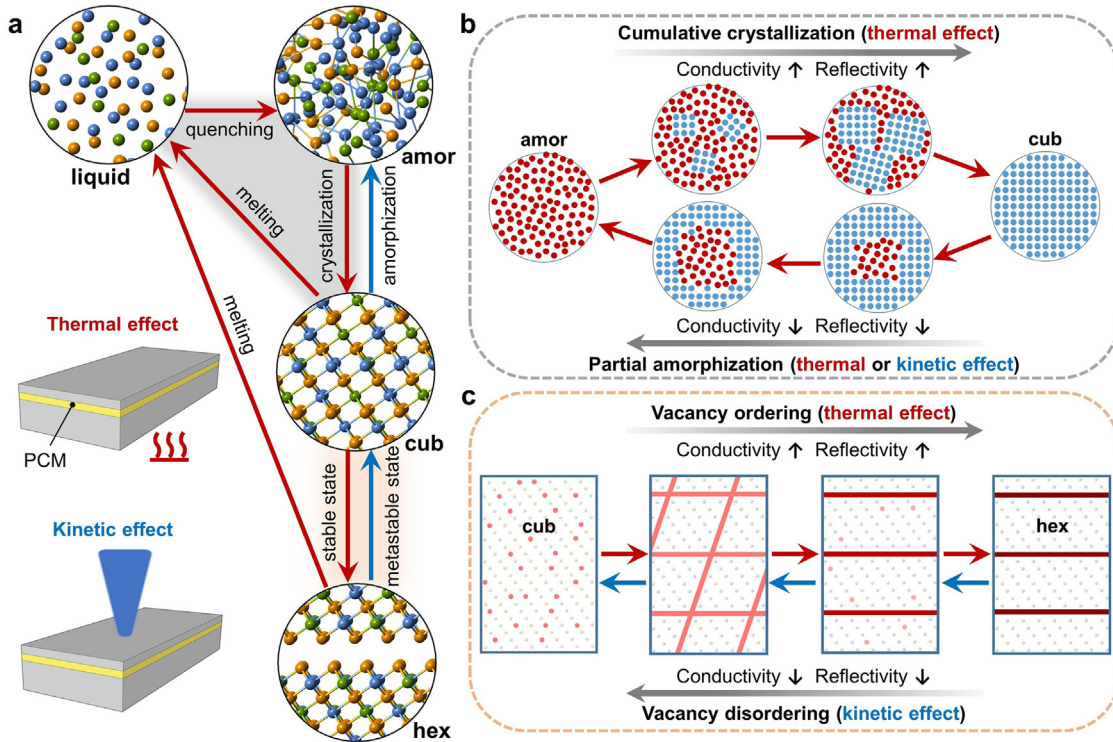 a
liquid
quenching
amor
melting
crystallization
amorphization
melting
Thermal effect
PCM
cub
stable state
metastable state
Kinetic effect
hex
b
Cumulative crystallization (thermal effect)
Conductivity ↑ Reflectivity ↑
amor
cub
Conductivity ↓ Reflectivity ↓
Partial amorphization (thermal or kinetic effect)
c
Vacancy ordering (thermal effect)
Conductivity ↑ Reflectivity ↑
cub
hex
Conductivity ↓ Reflectivity ↓
Vacancy disordering (kinetic effect)